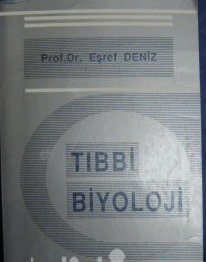 Prof.Dr. Eşref DENİZ
TIBBİ
BİYOLOJİ